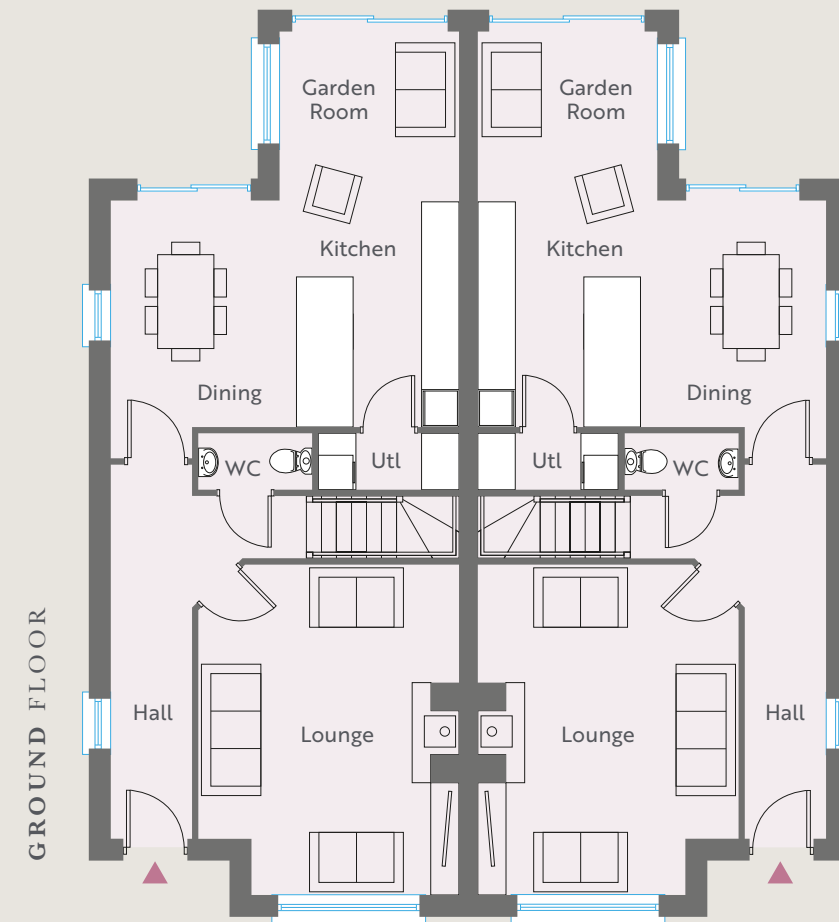 Garden
Room
Garden
Room
Kitchen
Kitchen
Dining
Dining
WC
Utl
Utl
WC
Hall
Lounge
Lounge
Hall
GROUND FLOOR